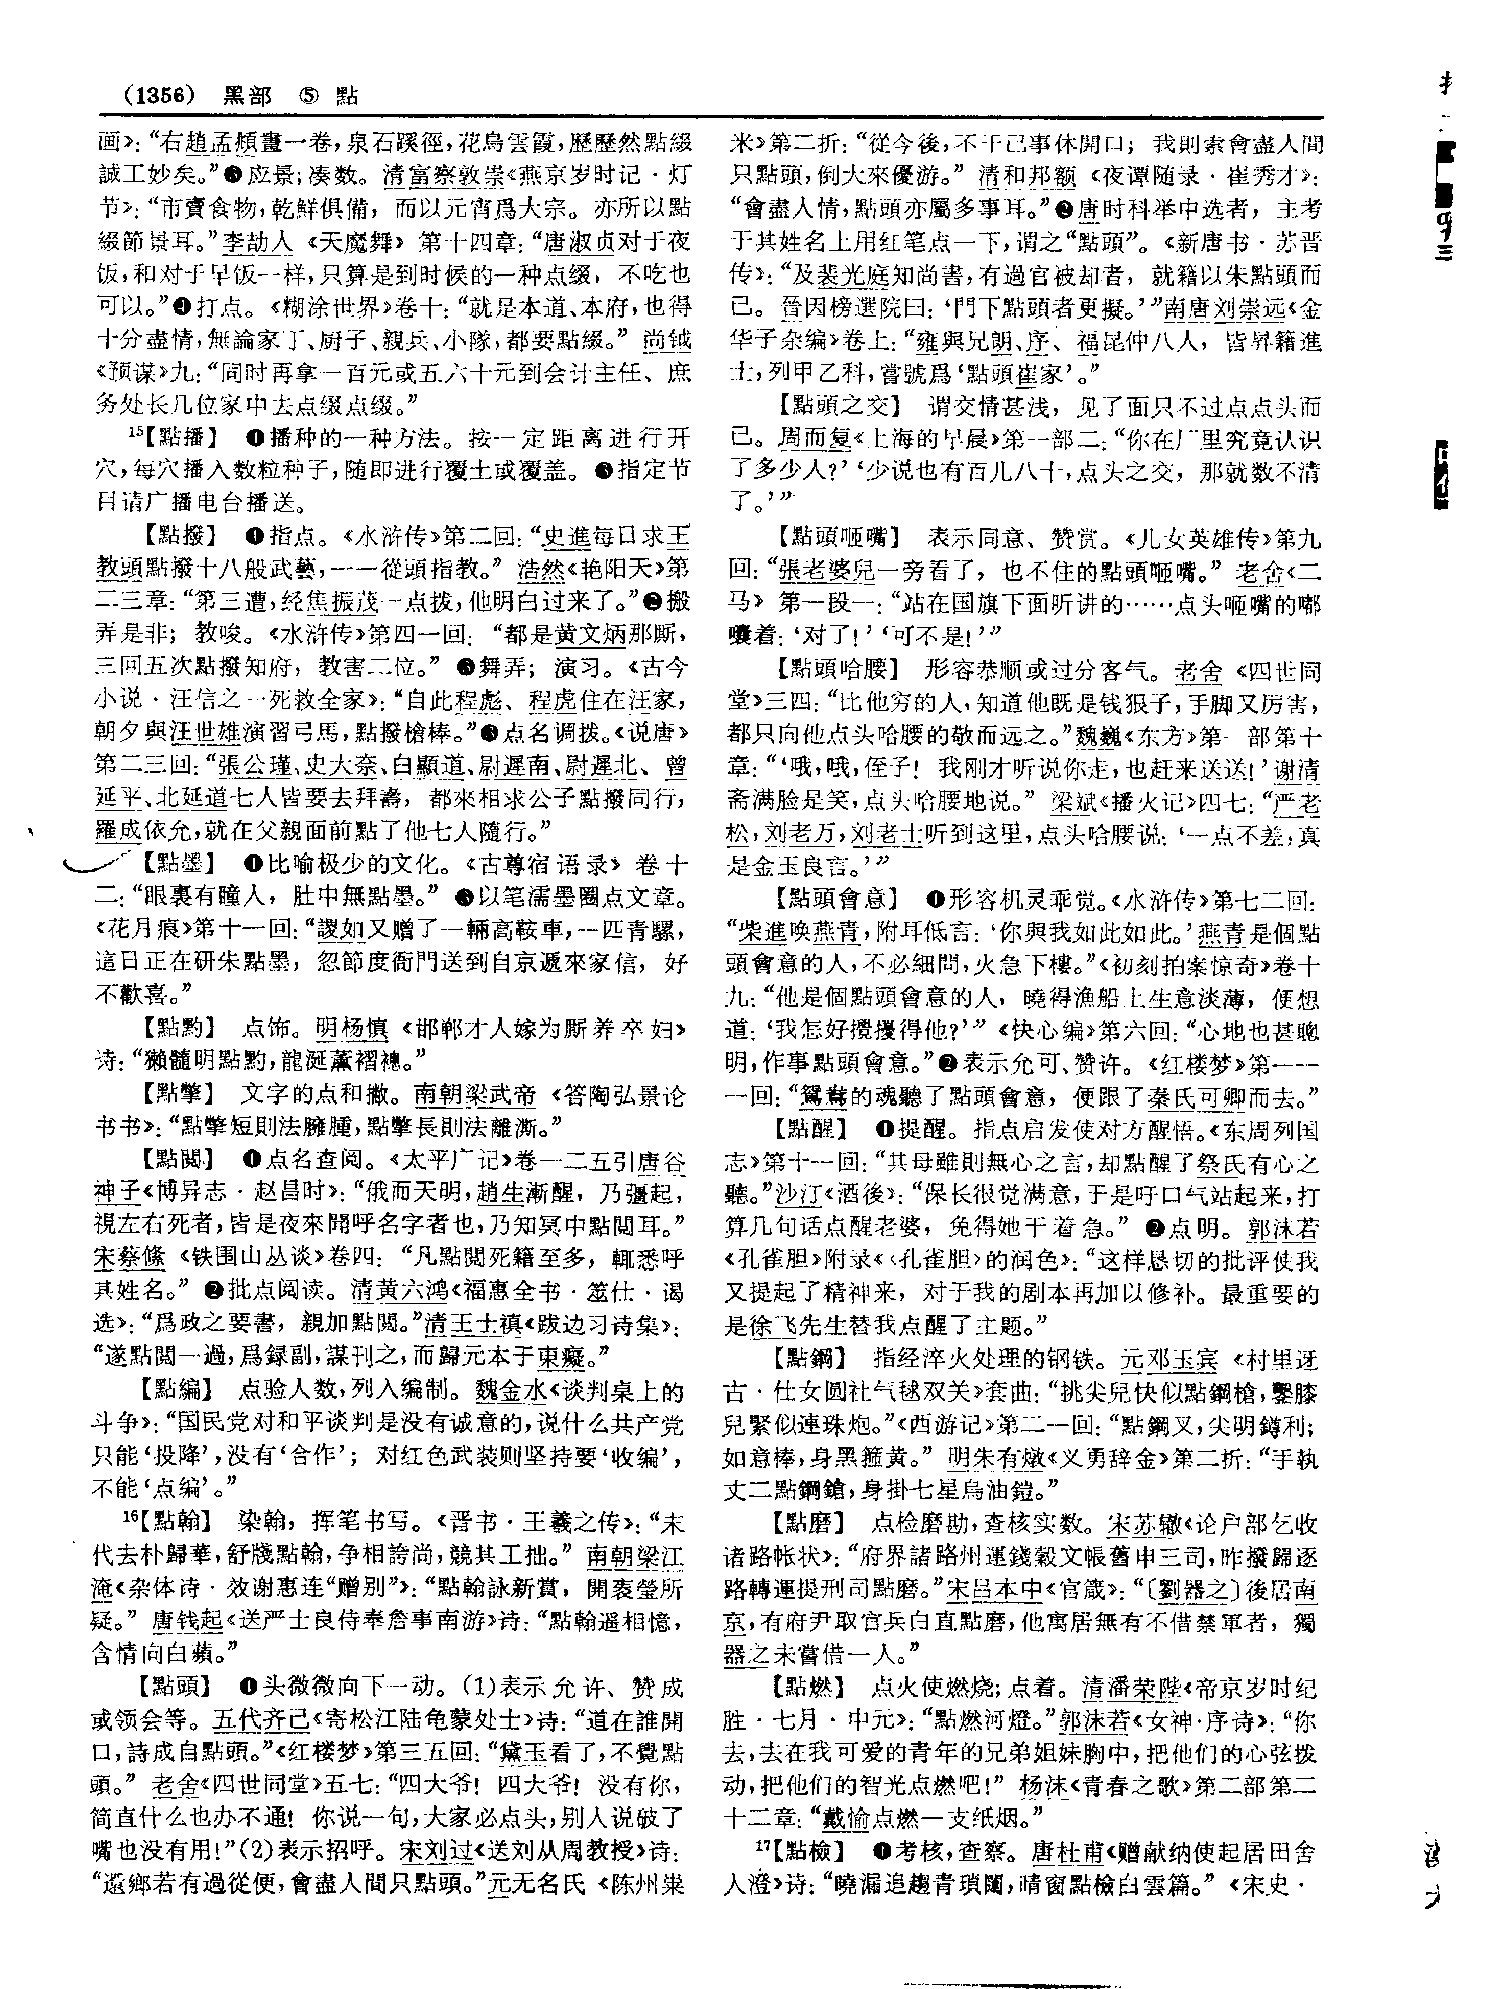 (1356) 黑部 ⑤ 點
画》：“右趙孟頫畫一卷，泉石蹊徑，花鳥雲霞，歷歷然點綴
誠工妙矣。”❸应景；凑数。清富察敦崇《燕京岁时记·灯
节》：“市賣食物，乾鮮俱備，而以元宵爲大宗。亦所以點
綴節景耳。”李劼人《天魔舞》第十四章：“唐淑贞对于夜
饭，和对于早饭一样，只算是到时候的一种点缀，不吃也
可以。”❹打点。《糊涂世界》卷十：“就是本道、本府，也得
十分盡情，無論家丁、厨子、親兵、小隊，都要點綴。”尚钺
《预谋》九：“同时再拿一百元或五六十元到会计主任、庶
务处长几位家中去点缀点缀。”
15【點播】 ❶播种的一种方法。按一定距离进行开
穴，每穴播入数粒种子，随即进行覆土或覆盖。❷指定节
目请广播电台播送。
【點撥】 ❶指点。《水浒传》第二回：“史進每日求王
教頭點撥十八般武藝，一一從頭指教。”浩然《艳阳天》第
二三章：“第三遭，经焦振茂一点拨，他明白过来了。”❷搬
弄是非；教唆。《水浒传》第四一回：“都是黄文炳那厮，
三回五次點撥知府，教害二位。”❸舞弄；演习。《古今
小说·汪信之一死救全家》：“自此程彪、程虎住在汪家，
朝夕與汪世雄演習弓馬，點撥槍棒。”❹点名调拨。《说唐》
第二三回：“張公瑾、史大奈、白顯道、尉遲南、尉遲北、曾
延平、北延道七人皆要去拜壽，都來相求公子點撥同行，
羅成依允，就在父親面前點了他七人隨行。”
【點墨】 ❶比喻极少的文化。《古尊宿语录》卷十
二：“眼裏有瞳人，肚中無點墨。”❷以笔濡墨圈点文章。
《花月痕》第十一回：“謖如又贈了一輛高鞍車，一匹青騾，
這日正在研朱點墨，忽節度衙門送到自京遞來家信，好
不歡喜。”
【點黝】 点饰。明杨慎《邯郸才人嫁为厮养卒妇》
诗：“獺髓明點黝，龍涎薰褶襪。”
【點擎】 文字的点和撇。南朝梁武帝《答陶弘景论
书书》：“點擎短則法臃腫，點擎長則法離澌。”
【點閲】 ❶点名查阅。《太平广记》卷一二五引唐谷
神子《博异志·赵昌时》：“俄而天明，趙生漸醒，乃彊起，
視左右死者，皆是夜來聞呼名字者也，乃知冥中點閲耳。”
宋蔡絛《铁围山丛谈》卷四：“凡點閲死籍至多，輒悉呼
其姓名。”❷批点阅读。清黄六鸿《福惠全书·筮仕·谒
选》：“爲政之要書，親加點閲。”清王士禛《跋边习诗集》：
“遂點閲一過，爲録副，謀刊之，而歸元本于東癡。”
【點編】 点验人数，列入编制。魏金水《谈判桌上的
斗争》：“国民党对和平谈判是没有诚意的，说什么共产党
只能‘投降’，没有‘合作’；对红色武装则坚持要‘收编’，
不能‘点编’。”
16【點翰】 染翰，挥笔书写。《晋书·王羲之传》：“末
代去朴歸華，舒牋點翰，争相誇尚，競其工拙。”南朝梁江
淹《杂体诗·效谢惠连“赠别”》：“點翰詠新賞，開袠瑩所
疑。”唐钱起《送严士良侍奉詹事南游》诗：“點翰遥相憶，
含情向白蘋。”
【點頭】 ❶头微微向下一动。(1)表示允许、赞成
或领会等。五代齐己《寄松江陆龟蒙处士》诗：“道在誰開
口，詩成自點頭。”《红楼梦》第三五回：“黛玉看了，不覺點
頭。”老舍《四世同堂》五七：“四大爷！四大爷！没有你，
简直什么也办不通！你说一句，大家必点头，别人说破了
嘴也没有用！”(2)表示招呼。宋刘过《送刘从周教授》诗：
“還鄉若有過從便，會盡人間只點頭。”元无名氏《陈州粜
米》第二折：“從今後，不干己事休開口；我則索會盡人間
只點頭，倒大來優游。”清和邦额《夜谭随录·崔秀才》：
“會盡人情，點頭亦屬多事耳。”❷唐时科举中选者，主考
于其姓名上用红笔点一下，谓之“點頭”。《新唐书·苏晋
传》：“及裴光庭知尚書，有過官被却者，就籍以朱點頭而
已。晉因榜選院曰：‘門下點頭者更擬。’”南唐刘崇远《金
华子杂编》卷上：“雍與兄朗、序、福昆仲八人，皆昇籍進
士，列甲乙科，嘗號爲‘點頭崔家’。”
【點頭之交】 谓交情甚浅，见了面只不过点点头而
已。周而复《上海的早晨》第一部二：“你在厂里究竟认识
了多少人？’‘少说也有百儿八十，点头之交，那就数不清
了。’”
【點頭咂嘴】 表示同意、赞赏。《儿女英雄传》第九
回：“張老婆兒一旁看了，也不住的點頭咂嘴。”老舍《二
马》第一段一：“站在国旗下面听讲的……点头咂嘴的嘟
囔着：‘对了！’‘可不是！’”
【點頭哈腰】 形容恭顺或过分客气。老舍《四世同
堂》三四：“比他穷的人，知道他既是钱狠子，手脚又厉害，
都只向他点头哈腰的敬而远之。”魏巍《东方》第一部第十
章：“‘哦，哦，侄子！我刚才听说你走，也赶来送送！’谢清
斋满脸是笑，点头哈腰地说。”梁斌《播火记》四七：“严老
松，刘老万，刘老士听到这里，点头哈腰说：‘一点不差，真
是金玉良言。’”
【點頭會意】 ❶形容机灵乖觉。《水浒传》第七二回：
“柴進唤燕青，附耳低言：‘你與我如此如此。’燕青是個點
頭會意的人，不必細問，火急下樓。”《初刻拍案惊奇》卷十
九：“他是個點頭會意的人，曉得漁船上生意淡薄，便想
道：‘我怎好攪擾得他？’”《快心编》第六回：“心地也甚聰
明，作事點頭會意。”❷表示允可、赞许。《红楼梦》第一一
一回：“鴛鴦的魂聽了點頭會意，便跟了秦氏可卿而去。”
【點醒】 ❶提醒。指点启发使对方醒悟。《东周列国
志》第十一回：“其母雖則無心之言，却點醒了祭氏有心之
聽。”沙汀《酒後》：“保长很觉满意，于是吁口气站起来，打
算几句话点醒老婆，免得她干着急。”❷点明。郭沫若
《孔雀胆》附录《〈孔雀胆〉的润色》：“这样恳切的批评使我
又提起了精神来，对于我的剧本再加以修补。最重要的
是徐飞先生替我点醒了主题。”
【點鋼】 指经淬火处理的钢铁。元邓玉宾《村里迓
古·仕女圆社气毬双关》套曲：“挑尖兒快似點鋼槍，鑿膝
兒緊似連珠炮。”《西游记》第二一回：“點鋼叉，尖明鐏利；
如意棒，身黑箍黄。”明朱有燉《义勇辞金》第二折：“手執
丈二點鋼鎗，身掛七星烏油鎧。”
【點磨】 点检磨勘，查核实数。宋苏辙《论户部乞收
诸路帐状》：“府界諸路州運錢穀文帳舊申三司，昨撥歸逐
路轉運提刑司點磨。”宋吕本中《官箴》：“〔劉器之〕後居南
京，有府尹取官兵白直點磨，他寓居無有不借禁軍者，獨
器之未嘗借一人。”
【點燃】 点火使燃烧；点着。清潘荣陛《帝京岁时纪
胜·七月·中元》：“點燃河燈。”郭沫若《女神·序诗》：“你
去，去在我可爱的青年的兄弟姐妹胸中，把他们的心弦拨
动，把他们的智光点燃吧！”杨沫《青春之歌》第二部第二
十二章：“戴愉点燃一支纸烟。”
17【點檢】 ❶考核，查察。唐杜甫《赠献纳使起居田舍
人澄》诗：“曉漏追趨青瑣闥，晴窗點檢白雲篇。”《宋史·